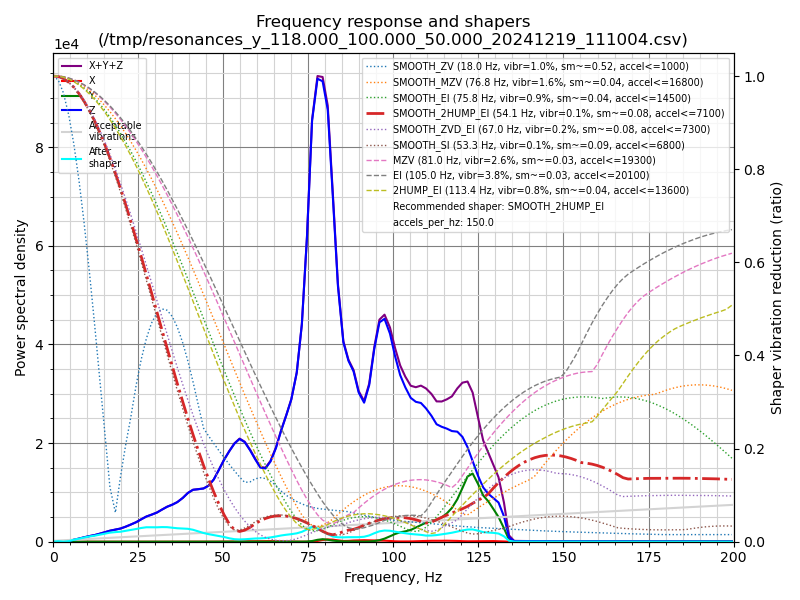 Frequency response and shapers
(/tmp/resonances_y_118.000_100.000_50.000_20241219_111004.csv)
1e4
X+Y+Z
X
Z
Acceptable
vibrations
After
shaper
SMOOTH_ZV (18.0 Hz, vibr=1.0%, sm~=0.52, accel<=1000)
SMOOTH_MZV (76.8 Hz, vibr=1.6%, sm~=0.04, accel<=16800)
SMOOTH_EI (75.8 Hz, vibr=0.9%, sm~=0.04, accel<=14500)
SMOOTH_2HUMP_EI (54.1 Hz, vibr=0.1%, sm~=0.08, accel<=7100)
SMOOTH_ZVD_EI (67.0 Hz, vibr=0.2%, sm~=0.08, accel<=7300)
SMOOTH_SI (53.3 Hz, vibr=0.1%, sm~=0.09, accel<=6800)
MZV (81.0 Hz, vibr=2.6%, sm~=0.03, accel<=19300)
EI (105.0 Hz, vibr=3.8%, sm~=0.03, accel<=20100)
2HUMP_EI (113.4 Hz, vibr=0.8%, sm~=0.04, accel<=13600)
Recommended shaper: SMOOTH_2HUMP_EI
accels_per_hz: 150.0
Power spectral density
8
6
4
2
0
Shaper vibration reduction (ratio)
1.0
0.8
0.6
0.4
0.2
0.0
0 25 50 75 100 125 150 175 200
Frequency, Hz